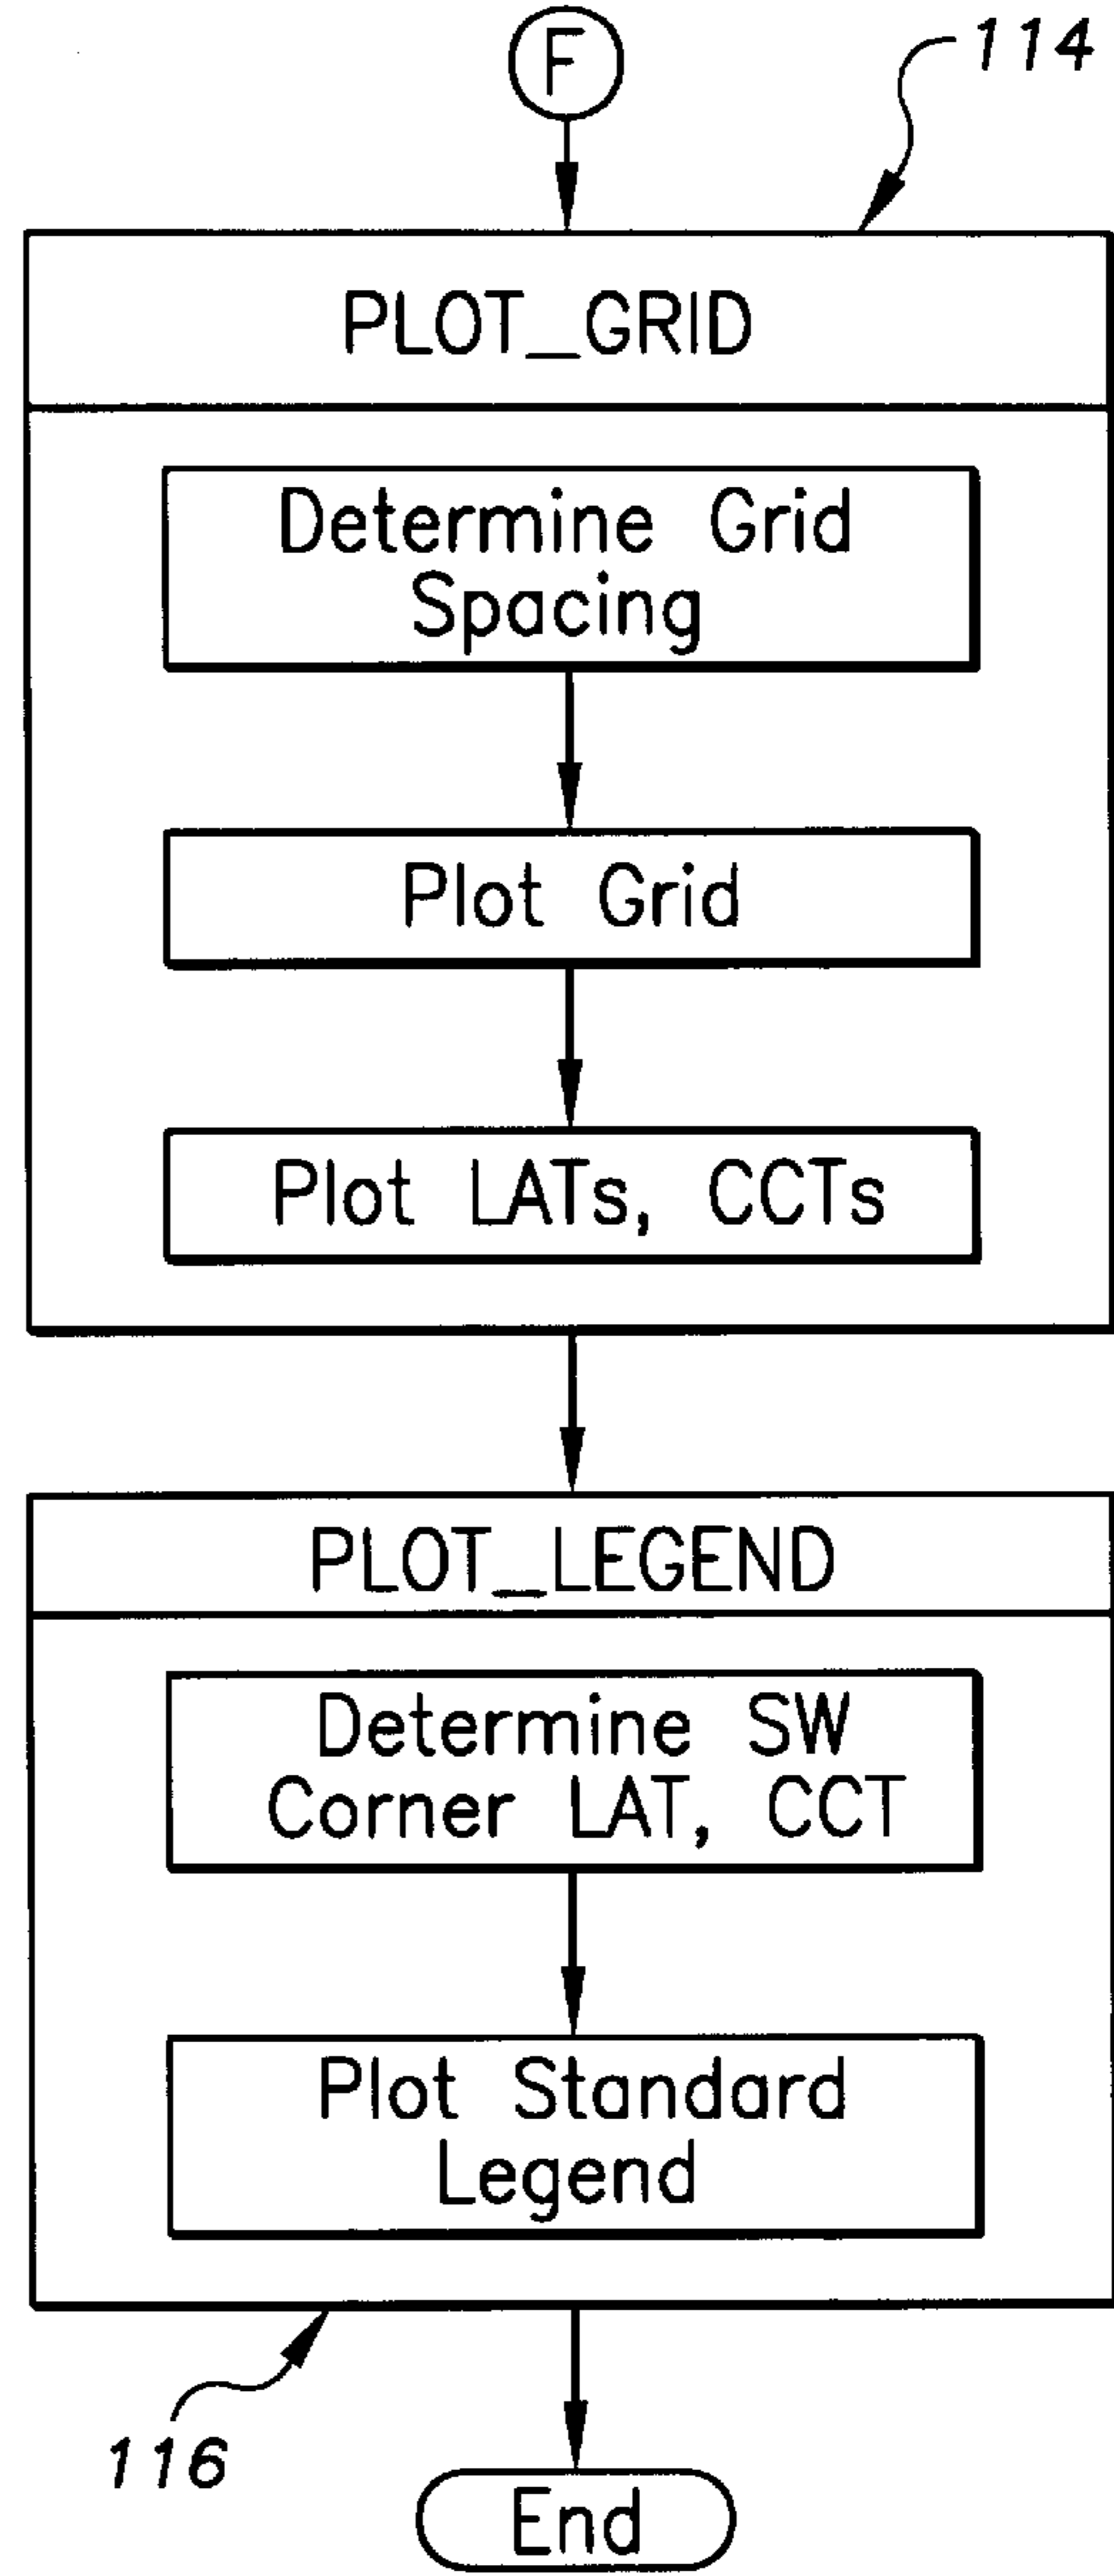 F
114
PLOT_GRID
Determine Grid
Spacing
Plot Grid
Plot LATs, CCTs
PLOT_LEGEND
Determine SW
Corner LAT, CCT
Plot Standard
Legend
116
End